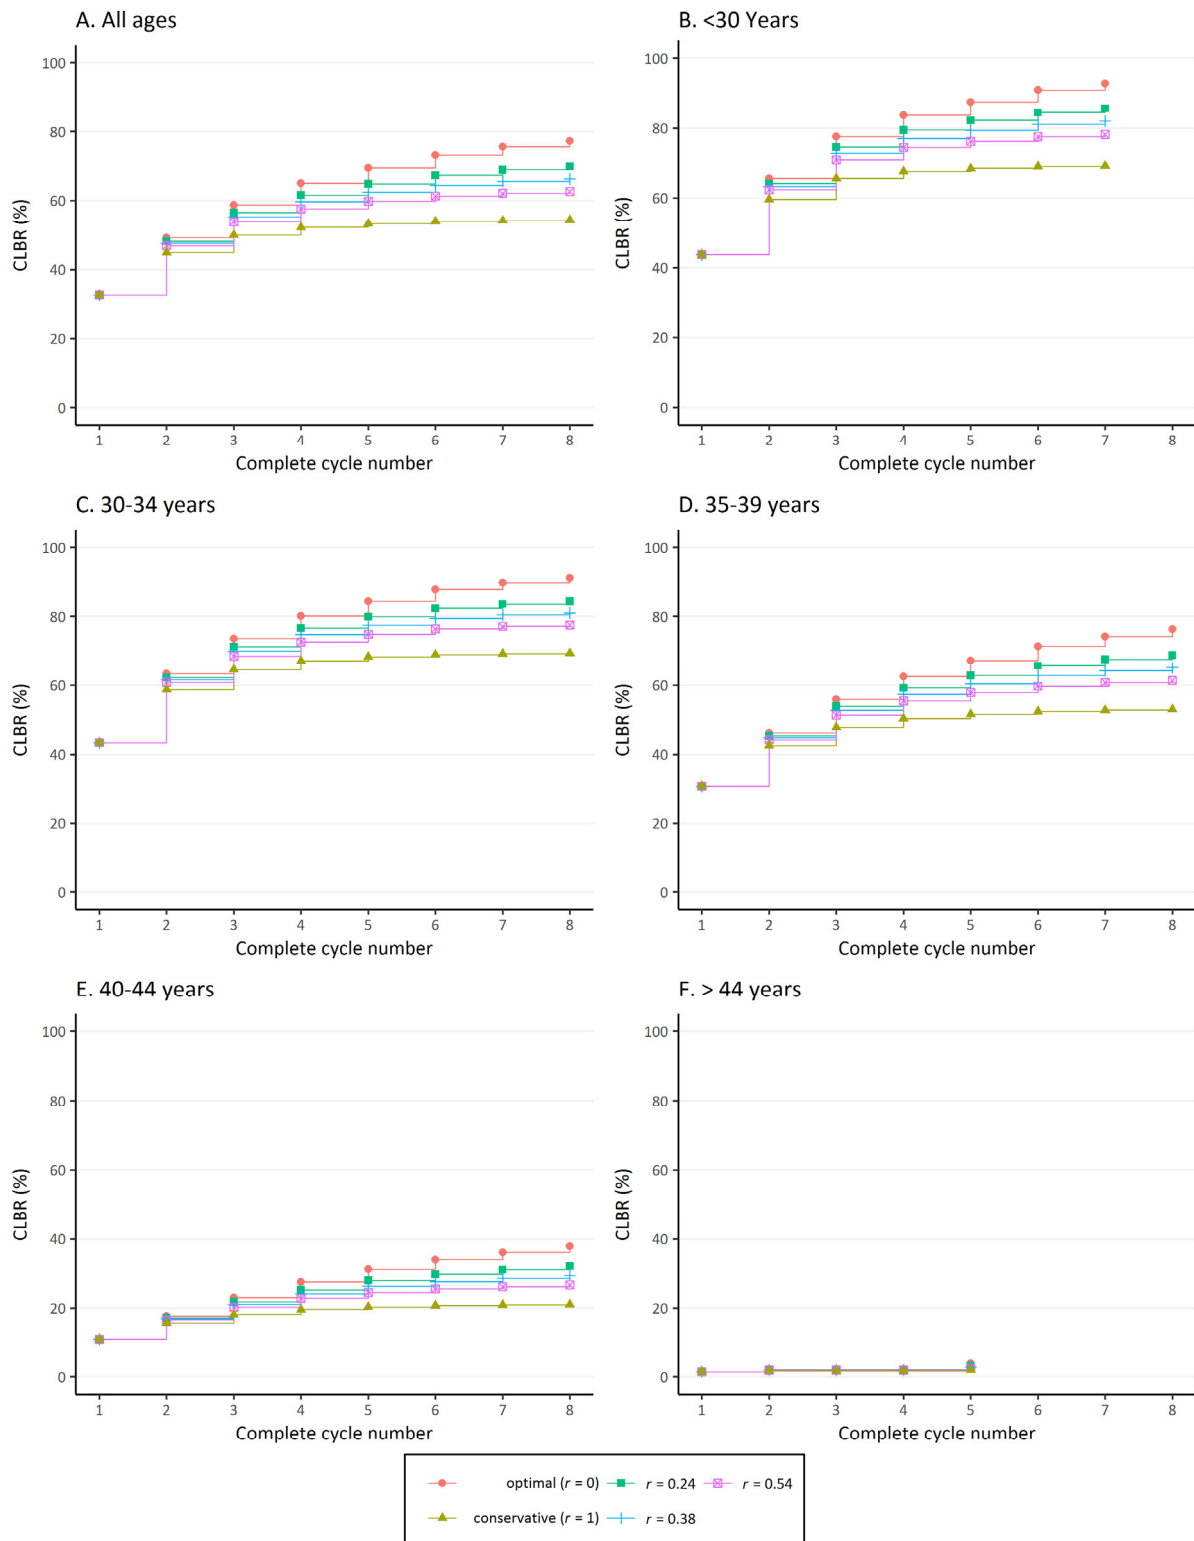 A. All ages
100
80
60
40
20
0
CLBR (%)
1 2 3 4 5 6 7 8
Complete cycle number
B. <30 Years
100
80
60
40
20
0
CLBR (%)
1 2 3 4 5 6 7 8
Complete cycle number
C. 30-34 years
100
80
60
40
20
0
CLBR (%)
1 2 3 4 5 6 7 8
Complete cycle number
D. 35-39 years
100
80
60
40
20
0
CLBR (%)
1 2 3 4 5 6 7 8
Complete cycle number
E. 40-44 years
100
80
60
40
20
0
CLBR (%)
1 2 3 4 5 6 7 8
Complete cycle number
F. > 44 years
100
80
60
40
20
0
CLBR (%)
1 2 3 4 5 6 7 8
Complete cycle number
optimal (r = 0) r = 0.24 r = 0.54
conservative (r = 1) r = 0.38